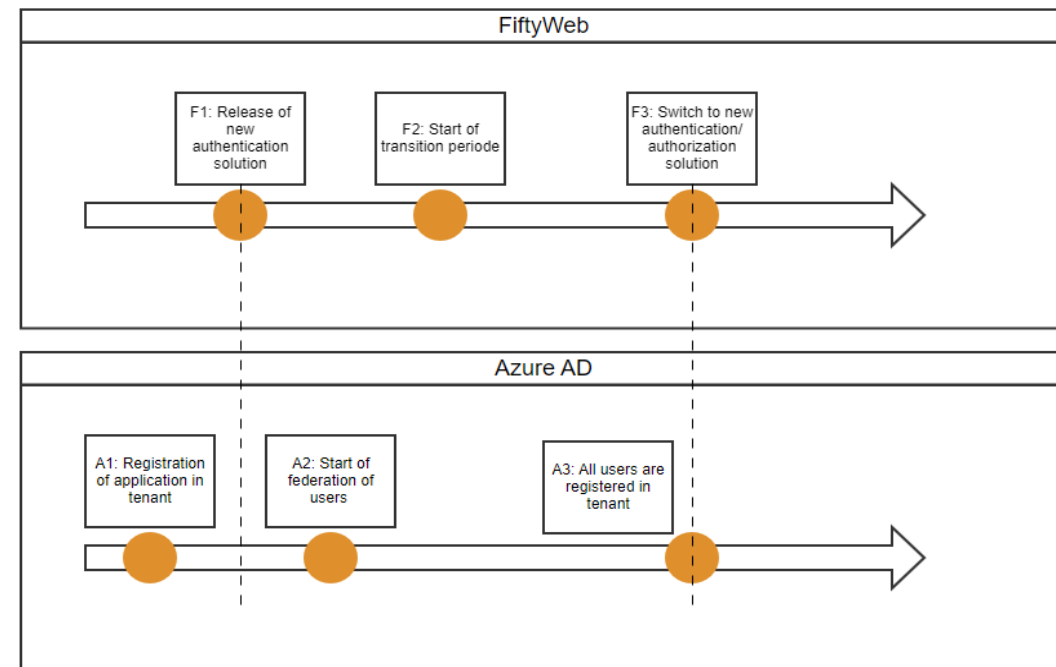 FiftyWeb
F1: Release of
new
authentication
solution
F2: Start of
transition periode
F3: Switch to new
authentication/
authorization
solution
Azure AD
A1: Registration
of application in
tenant
A2: Start of
federation of
users
A3: All users are
registered in
tenant